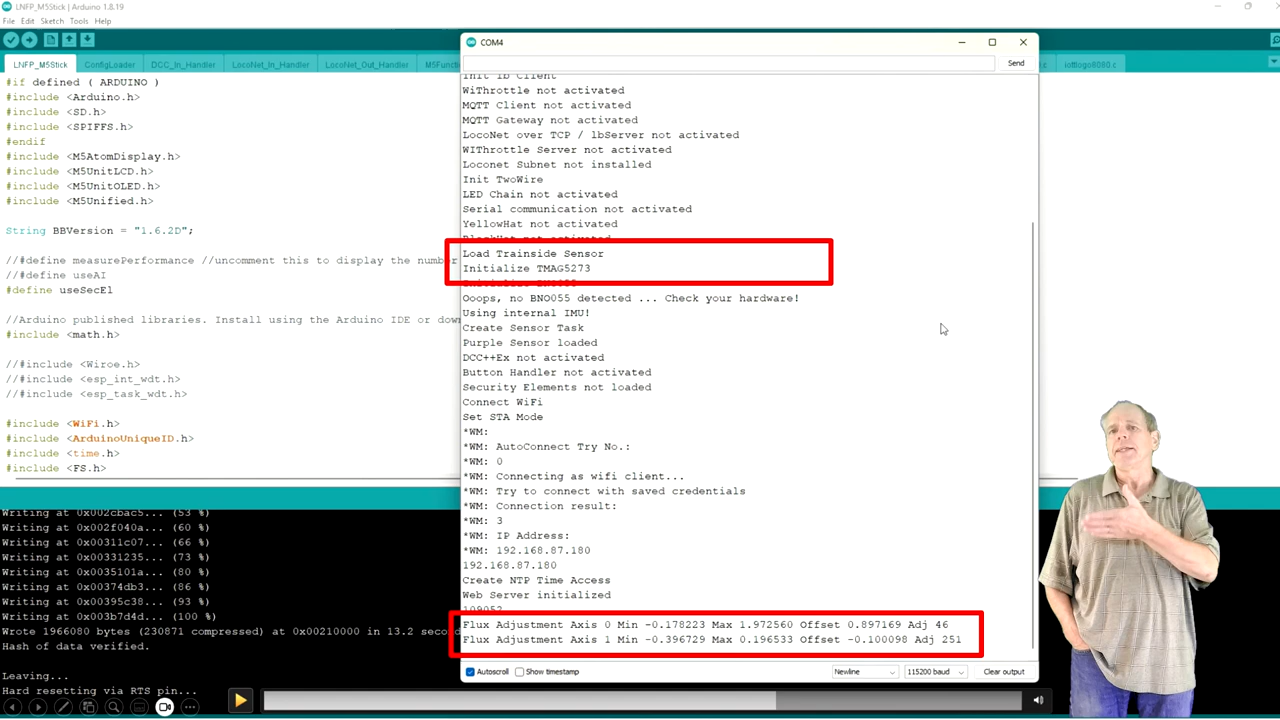 LNFP_M5Stick | Arduino 1.8.19
File Edit Sketch Tools Help
LNFP_M5Stick ConfigLoader DCC_In_Handler LocoNet_In_Handler LocoNet_Out_Handler
iottlogo8080.c
#if defined ( ARDUINO )
#include <Arduino.h>
#include <SD.h>
#include <SPIFFS.h>
#endif
#include <M5AtomDisplay.h>
#include <M5UnitLCD.h>
#include <M5UnitOLED.h>
#include <M5Unified.h>
String BBVersion = "1.6.2D";
//#define measurePerformance //uncomment this to display the number
//#define useAI
#define useSecEl
//Arduino published libraries. Install using the Arduino IDE or
#include <math.h>
//#include <Wiroe.h>
//#include <esp_int_wdt.h>
//#include <esp_task_wdt.h>
#include <WiFi.h>
#include <ArduinoUniqueID.h>
#include <time.h>
#include <FS.h>
Writing at 0x002cbac5... (53 %)
Writing at 0x002f040a... (60 %)
Writing at 0x00311c07... (66 %)
Writing at 0x00331235... (73 %)
Writing at 0x0035101a... (80 %)
Writing at 0x00374db3... (86 %)
Writing at 0x00395c38... (93 %)
Writing at 0x003b7d4d... (100 %)
Wrote 1966080 bytes (230871 compressed) at 0x00210000 in 13.2
Hash of data verified.
Leaving...
Hard resetting via RTS pin...
COM4
Send
WiThrottle not activated
MQTT Client not activated
MQTT Gateway not activated
LocoNet over TCP / lbServer not activated
WIThrottle Server not activated
Loconet Subnet not installed
Init TwoWire
LED Chain not activated
Serial communication not activated
YellowHat not activated
Load Trainside Sensor
Initialize TMAG5273
Ooops, no BNO055 detected ... Check your hardware!
Using internal IMU!
Create Sensor Task
Purple Sensor loaded
DCC++Ex not activated
Button Handler not activated
Security Elements not loaded
Connect WiFi
Set STA Mode
*WM:
*WM: AutoConnect Try No.:
*WM: 0
*WM: Connecting as wifi client...
*WM: Try to connect with saved credentials
*WM: Connection result:
*WM: 3
*WM: IP Address:
*WM: 192.168.87.180
192.168.87.180
Create NTP Time Access
Web Server initialized
109052
Flux Adjustment Axis 0 Min -0.178223 Max 1.972560 Offset 0.897169 Adj 46
Flux Adjustment Axis 1 Min -0.396729 Max 0.196533 Offset -0.100098 Adj 251
Autoscroll Show timestamp Newline 115200 baud Clear output